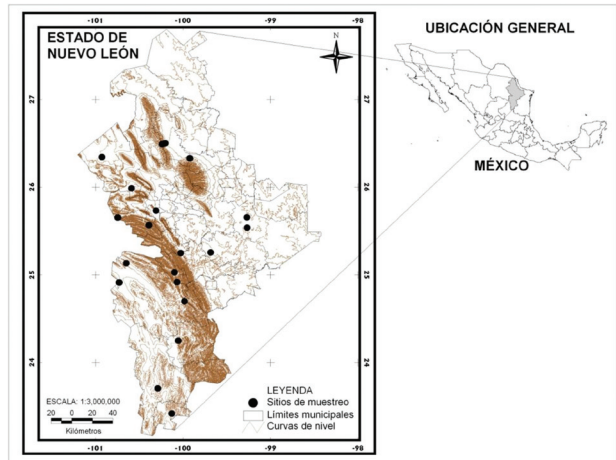 -101
-100
-99
-98
ESTADO DE
NUEVO LEÓN
N
UBICACIÓN GENERAL
MÉXICO
27
27
26
26
25
25
24
24
ESCALA: 1:3,000,000
20 0 20 40
Kilómetros
LEYENDA
Sitios de muestreo
Límites municipales
Curvas de nivel
-101
-100
-99
-98